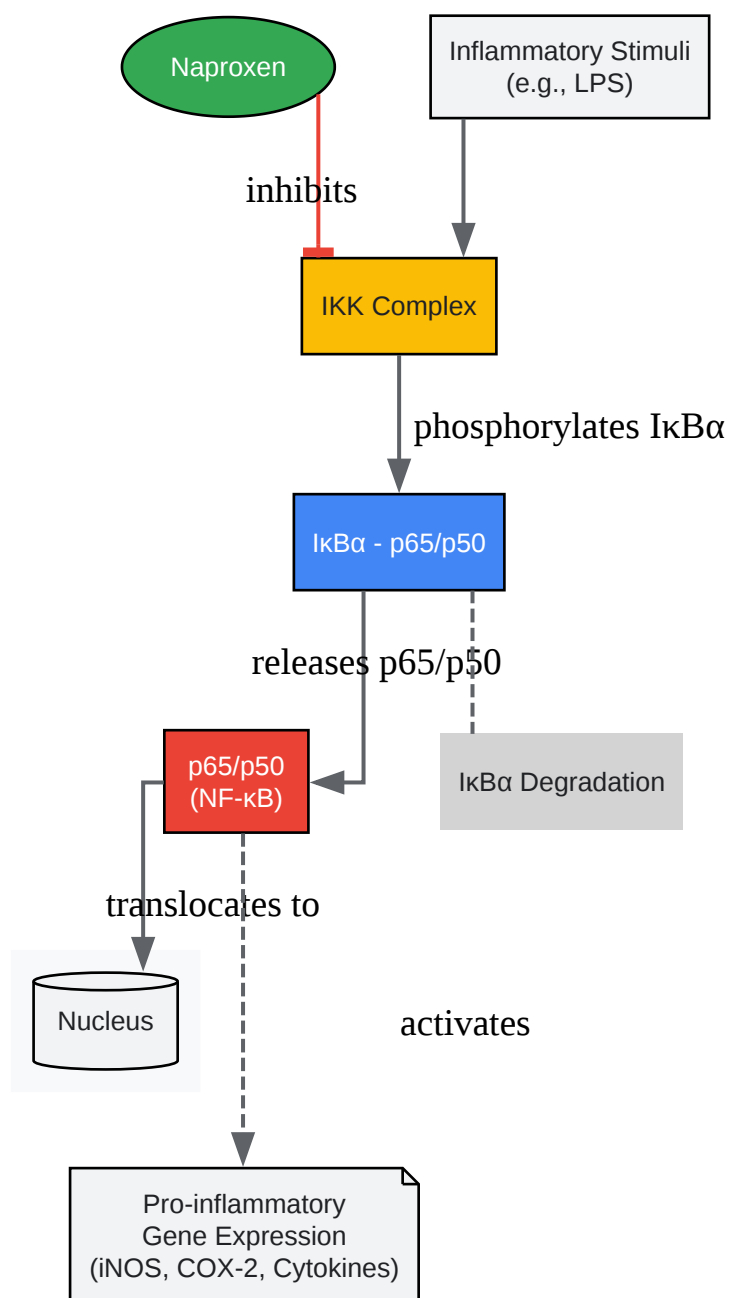 Naproxen
Inflammatory Stimuli
(e.g., LPS)
inhibits
IKK Complex
phosphorylates IκBα
IκBα - p65/p50
releases p65/p50
p65/p50
(NF-κB)
IκBα Degradation
translocates to
Nucleus
activates
Pro-inflammatory
Gene Expression
(iNOS, COX-2, Cytokines)